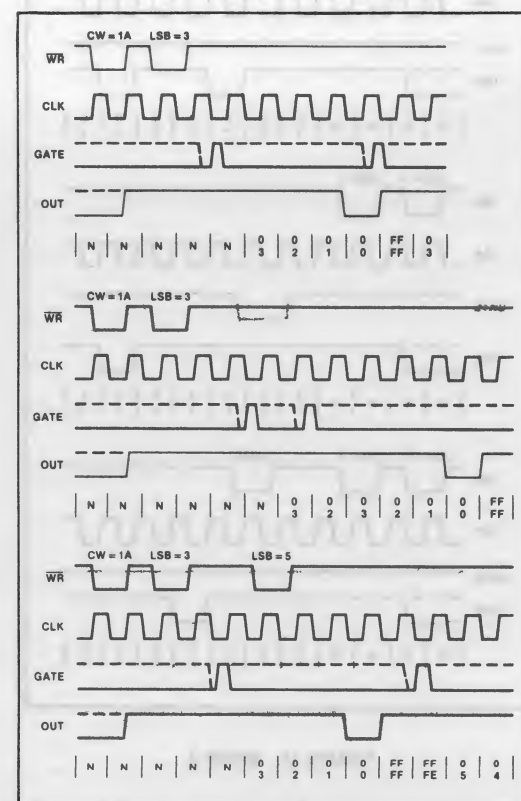 CW = 1A LSB = 3
WR
CLK
GATE
OUT
N N N N N 0 3 0 2 0 1 0 0 FF FF 0 3
CW = 1A LSB = 3
WR
CLK
GATE
OUT
N N N N N N 0 3 0 2 0 3 0 2 0 1 0 0 FF FF
CW = 1A LSB = 3 LSB = 5
WR
CLK
GATE
OUT
N N N N N 0 3 0 2 0 1 0 0 FF FF FF FE 0 5 0 4